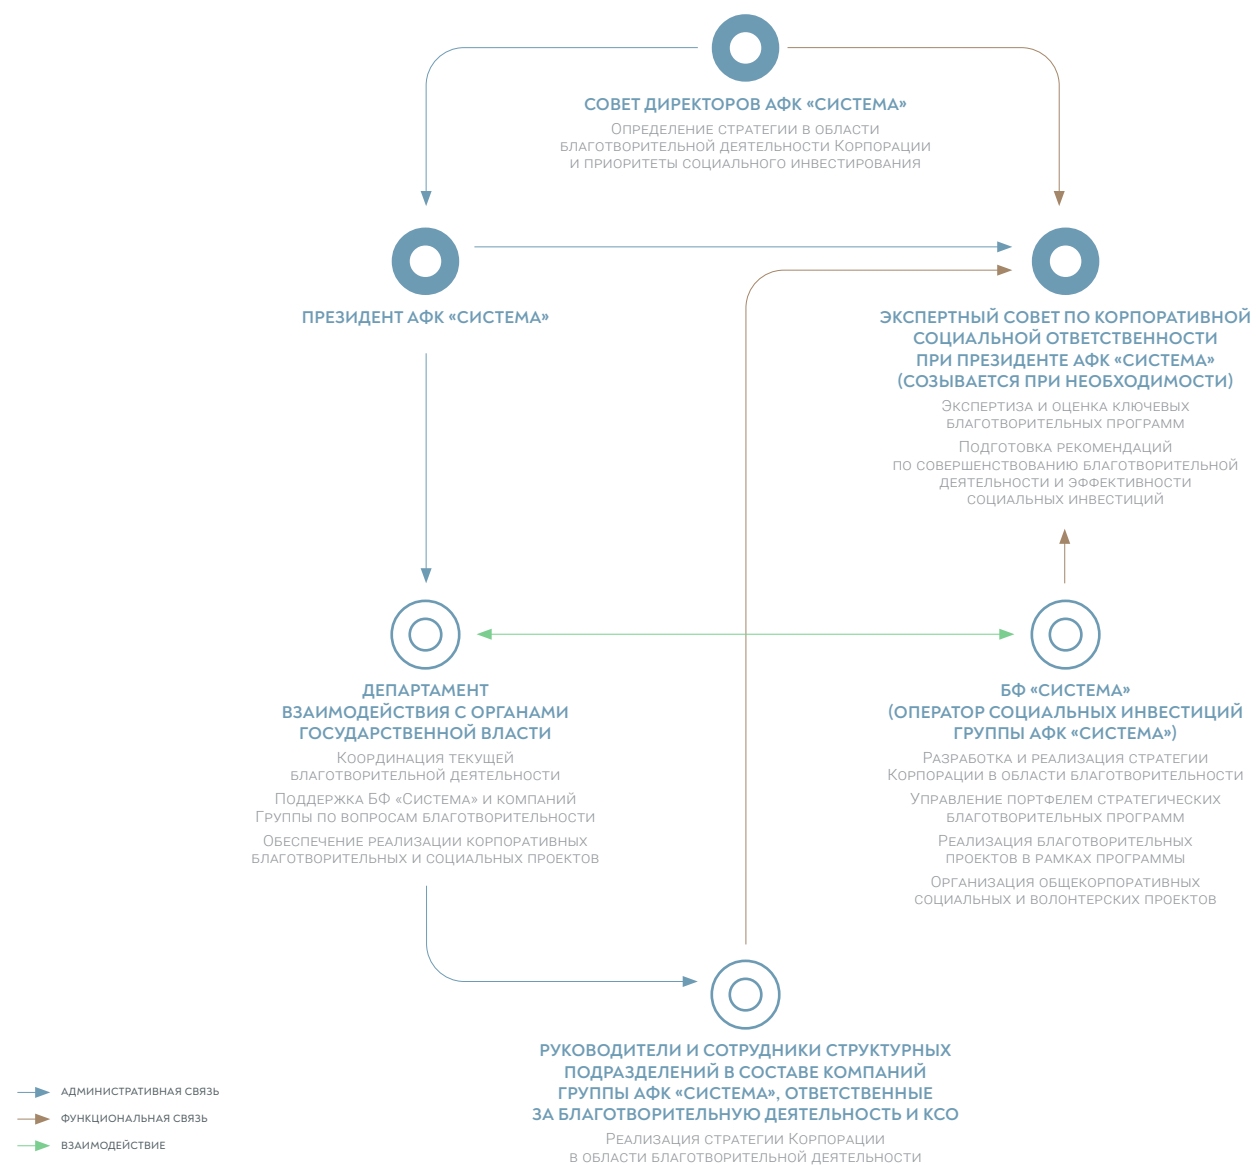 СОВЕТ ДИРЕКТОРОВ АФК «СИСТЕМА»
Определение стратегии в области
благотворительной деятельности Корпорации
и приоритеты социального инвестирования
ПРЕЗИДЕНТ АФК «СИСТЕМА»
ЭКСПЕРТНЫЙ СОВЕТ ПО КОРПОРАТИВНОЙ
СОЦИАЛЬНОЙ ОТВЕТСТВЕННОСТИ
ПРИ ПРЕЗИДЕНТЕ АФК «СИСТЕМА»
(СОЗЫВАЕТСЯ ПРИ НЕОБХОДИМОСТИ)
Экспертиза и оценка ключевых
благотворительных программ
Подготовка рекомендаций
по совершенствованию благотворительной
деятельности и эффективности
социальных инвестиций
ДЕПАРТАМЕНТ
ВЗАИМОДЕЙСТВИЯ С ОРГАНАМИ
ГОСУДАРСТВЕННОЙ ВЛАСТИ
Координация текущей
благотворительной деятельности
Поддержка БФ «Система» и компаний
Группы по вопросам благотворительности
Обеспечение реализации корпоративных
благотворительных и социальных проектов
БФ «СИСТЕМА»
(ОПЕРАТОР СОЦИАЛЬНЫХ ИНВЕСТИЦИЙ
ГРУППЫ АФК «СИСТЕМА»)
Разработка и реализация стратегии
Корпорации в области благотворительности
Управление портфелем стратегических
благотворительных программ
Реализация благотворительных
проектов в рамках программы
Организация общекорпоративных
социальных и волонтерских проектов
РУКОВОДИТЕЛИ И СОТРУДНИКИ СТРУКТУРНЫХ
ПОДРАЗДЕЛЕНИЙ В СОСТАВЕ КОМПАНИЙ
ГРУППЫ АФК «СИСТЕМА», ОТВЕТСТВЕННЫЕ
ЗА БЛАГОТВОРИТЕЛЬНУЮ ДЕЯТЕЛЬНОСТЬ И КСО
Реализация стратегии Корпорации
в области благотворительной деятельности
АДМИНИСТРАТИВНАЯ СВЯЗЬ
ФУНКЦИОНАЛЬНАЯ СВЯЗЬ
ВЗАИМОДЕЙСТВИЕ